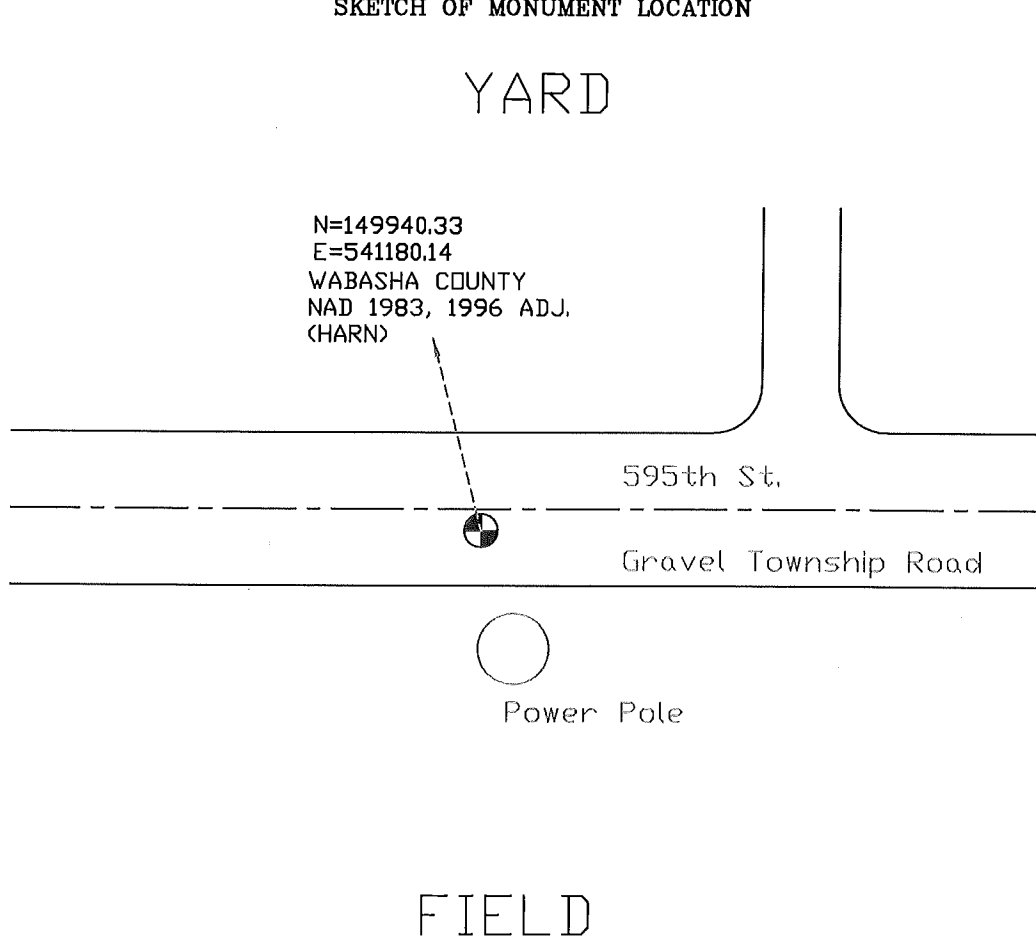 SKETCH OF MONUMENT LOCATION
YARD
N=149940.33
E=541180.14
WABASHA COUNTY
NAD 1983, 1996 ADJ.
(HARN)
595th St.
Gravel Township Road
Power Pole
FIELD